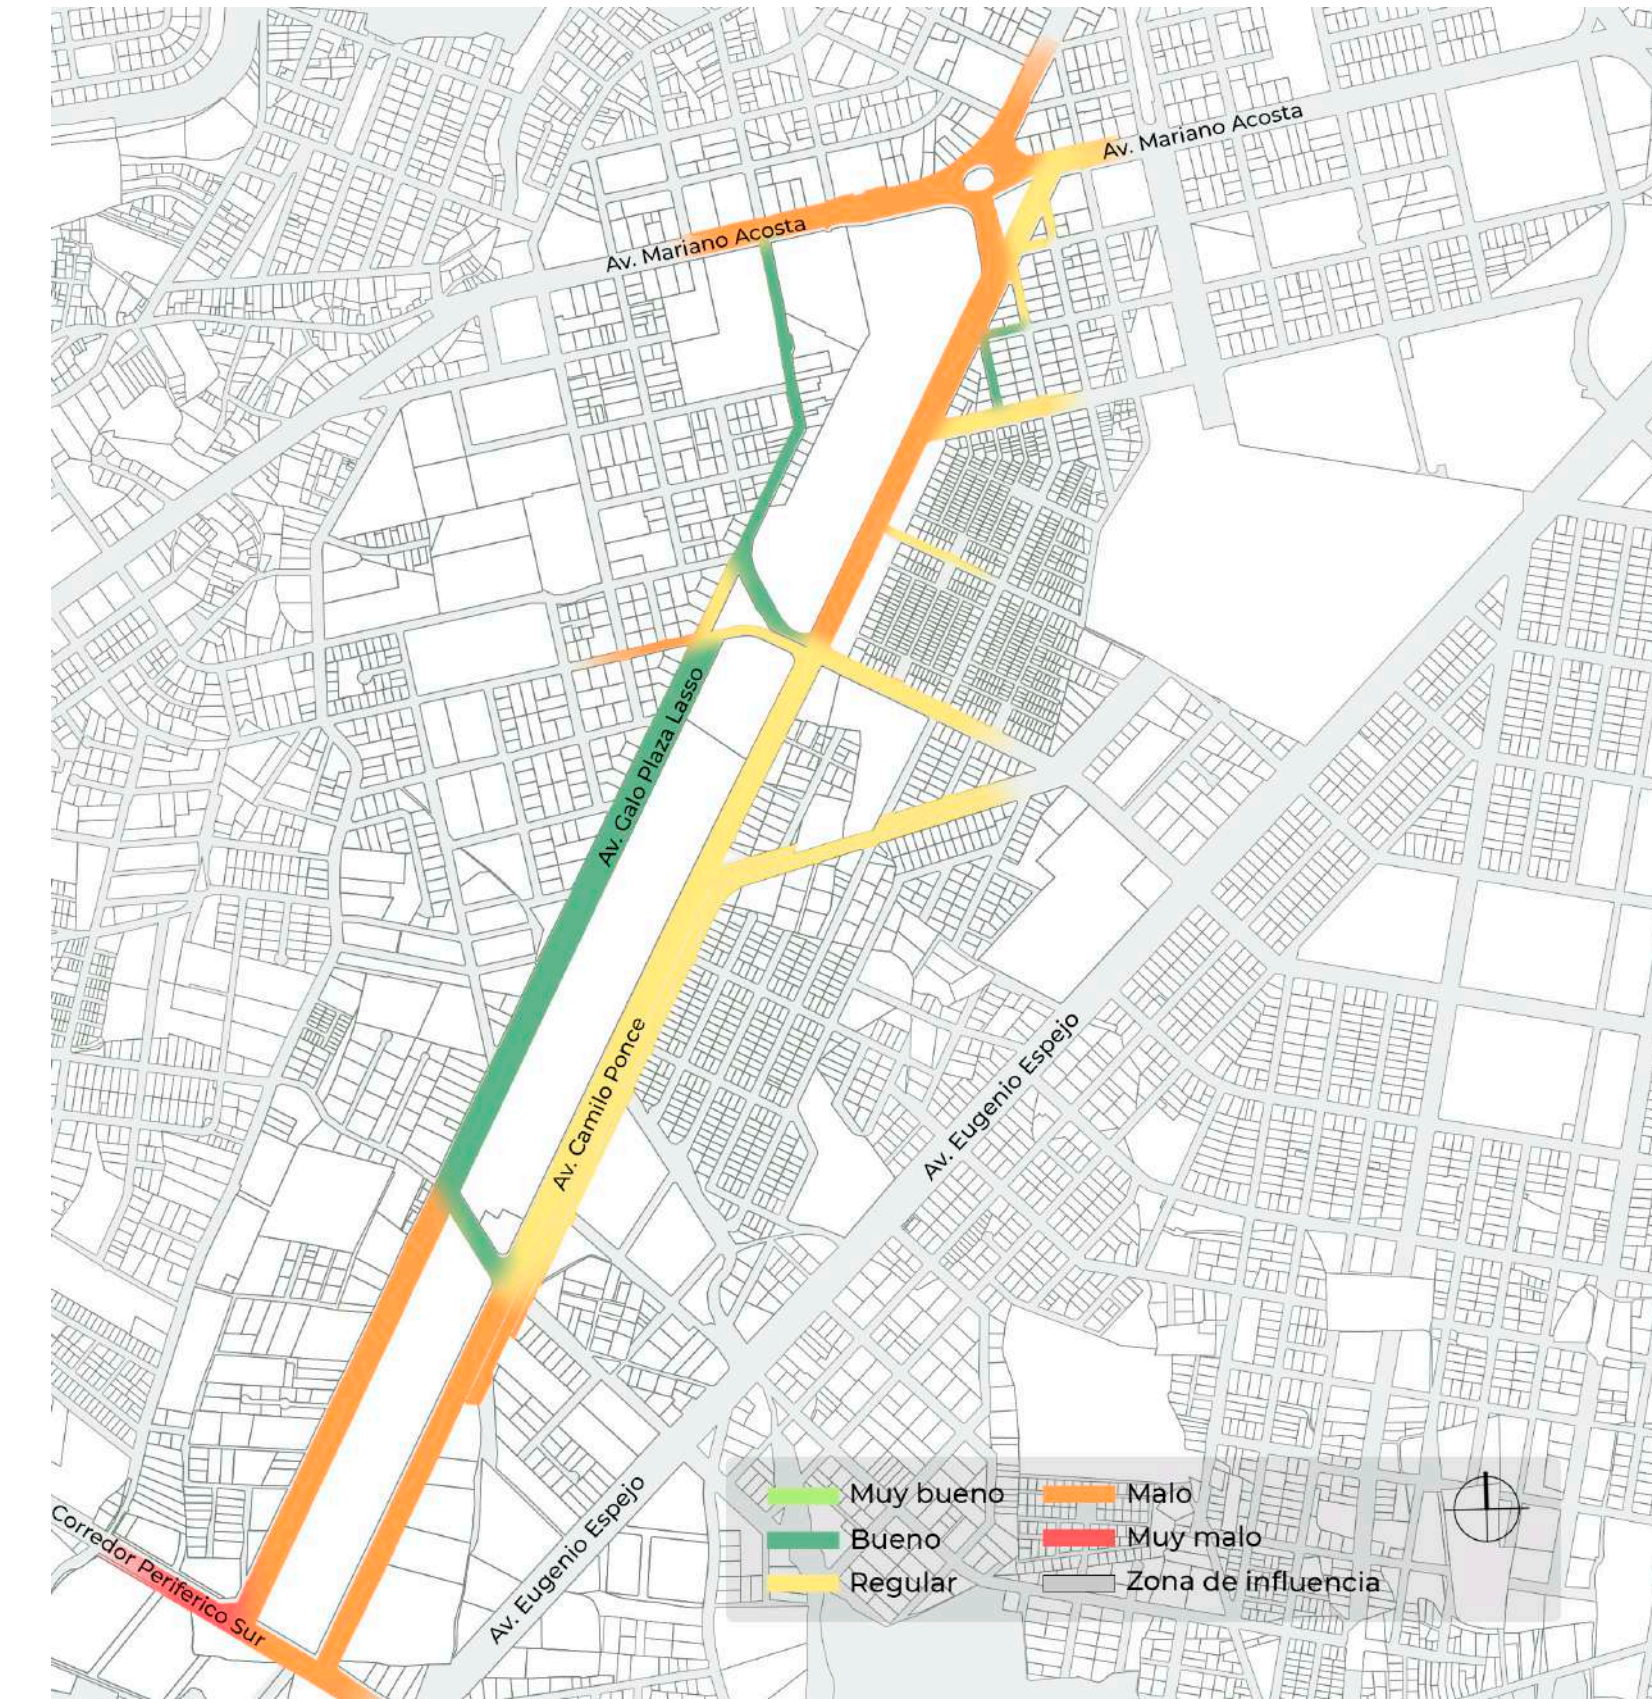 Av. Mariano Acosta
Av. Mariano Acosta
Av. Galo Plaza Lasso
Av. Camilo Ponce
Av. Eugenio Espejo
Av. Eugenio Espejo
Corredor Periferico Sur
Muy bueno
Bueno
Regular
Malo
Muy malo
Zona de influencia